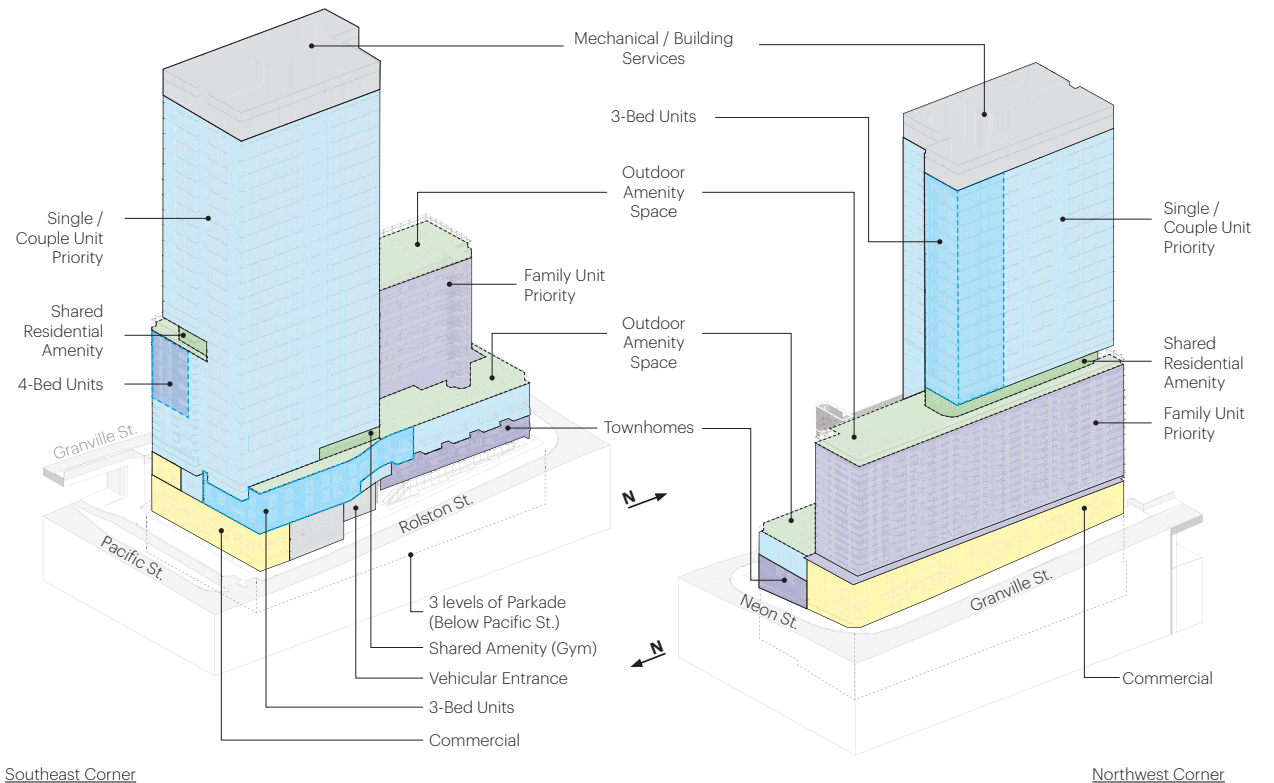 Mechanical / Building
Services
3-Bed Units
Outdoor
Amenity
Space
Single /
Couple Unit
Priority
Single /
Couple Unit
Priority
Family Unit
Priority
Shared
Residential
Amenity
Outdoor
Amenity
Space
Shared
Residential
Amenity
4-Bed Units
Family Unit
Priority
Townhomes
Granville St.
N
Rolston St.
Pacific St.
Granville St.
Neon St.
3 levels of Parkade
(Below Pacific St.)
N
Shared Amenity (Gym)
Vehicular Entrance
Commercial
3-Bed Units
Commercial
Southeast Corner
Northwest Corner